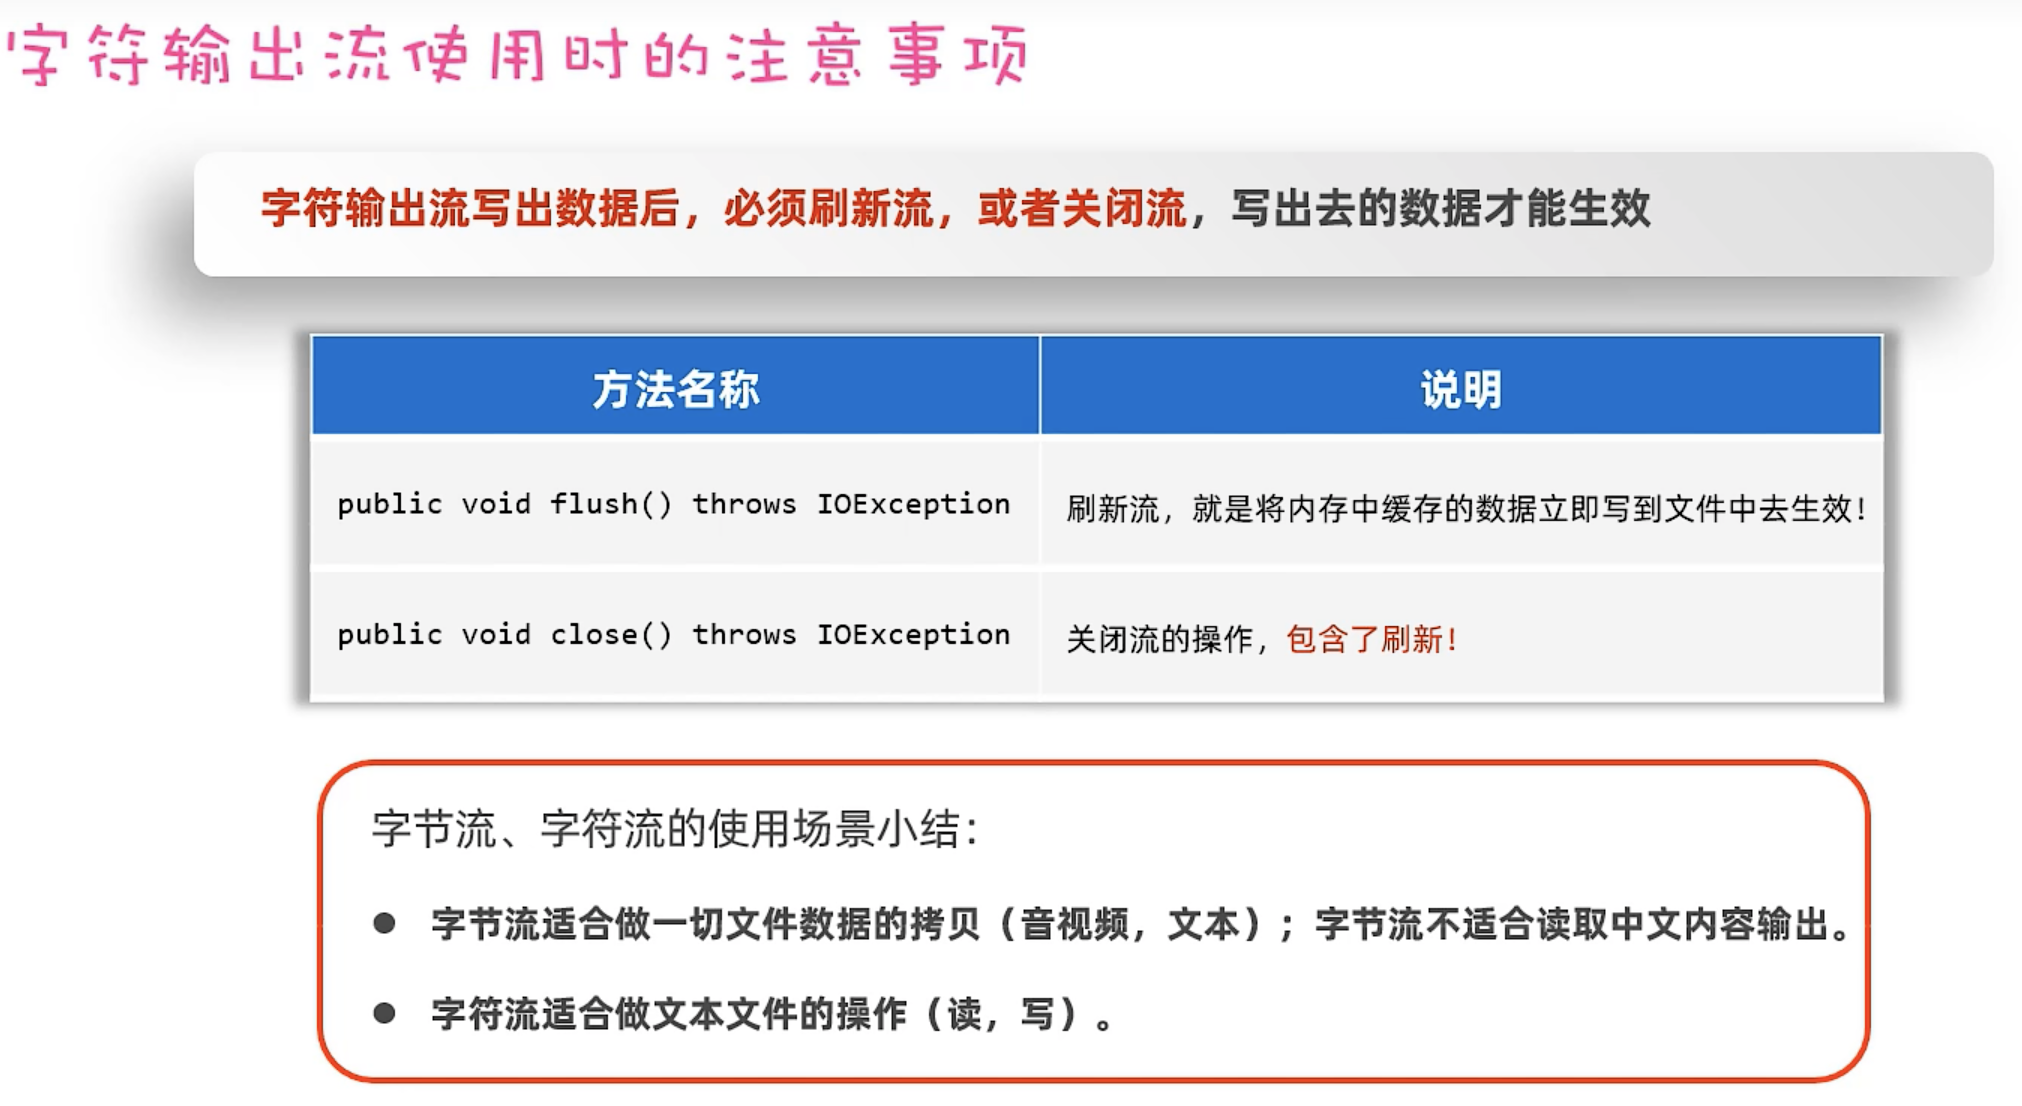 字符输出流使用时的注意事项
字符输出流写出数据后，必须刷新流，或者关闭流，写出去的数据才能生效
方法名称 说明
public void flush() throws IOException 刷新流，就是将内存中缓存的数据立即写到文件中去生效！
public void close() throws IOException 关闭流的操作，包含了刷新！
字节流、字符流的使用场景小结：
● 字节流适合做一切文件数据的拷贝（音视频，文本）；字节流不适合读取中文内容输出。
● 字符流适合做文本文件的操作（读，写）。